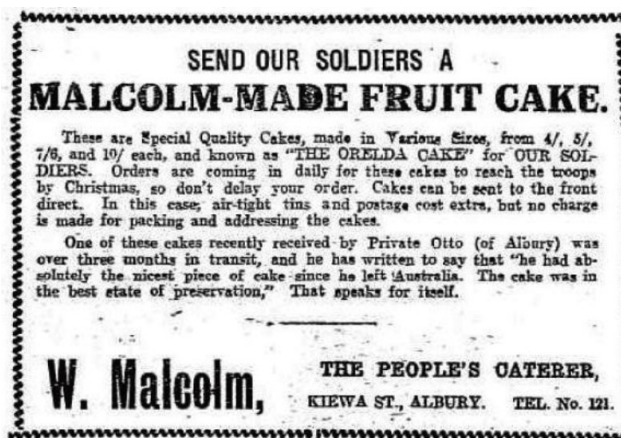 SEND OUR SOLDIERS A
MALCOLM-MADE FRUIT CAKE.
These are Special Quality Cakes, made in Various Sizes, from 4/, 5/,
7/6, and 10/ each, and known as "THE ORELDA CAKE" for OUR SOL-
DIERS. Orders are coming in daily for these cakes to reach the troops
by Christmas, so don't delay your order. Cakes can be sent to the front
direct. In this case, air-tight tins and postage cost extra, but no charge
is made for packing and addressing the cakes.
One of these cakes recently received by Private Otto (of Albury) was
over three months in transit, and he has written to say that "he had ab-
solutely the nicest piece of cake since he left Australia. The cake was in
the best state of preservation," That speaks for itself.
W. Malcolm,
THE PEOPLE'S CATERER,
KIEWA ST., ALBURY. TEL. No. 121.